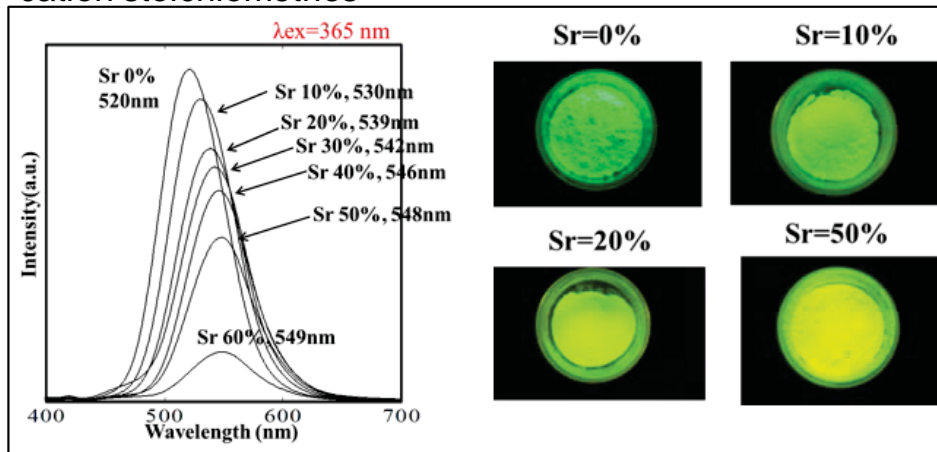 cation stoichiometries
λex=365 nm
Sr 0%
520nm
Sr 10%, 530nm
Sr 20%, 539nm
Sr 30%, 542nm
Sr 40%, 546nm
Sr 50%, 548nm
Sr 60%, 549nm
Intensity(a.u.)
400
500
600
700
Wavelength (nm)
Sr=0%
Sr=10%
Sr=20%
Sr=50%